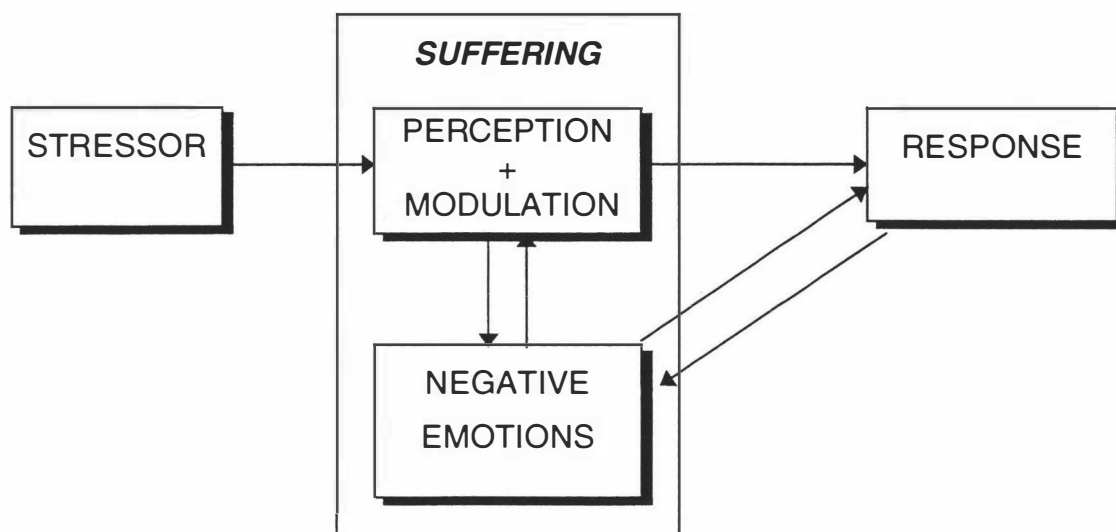 SUFFERING
STRESSOR
PERCEPTION
+
MODULATION
RESPONSE
NEGATIVE
EMOTIONS